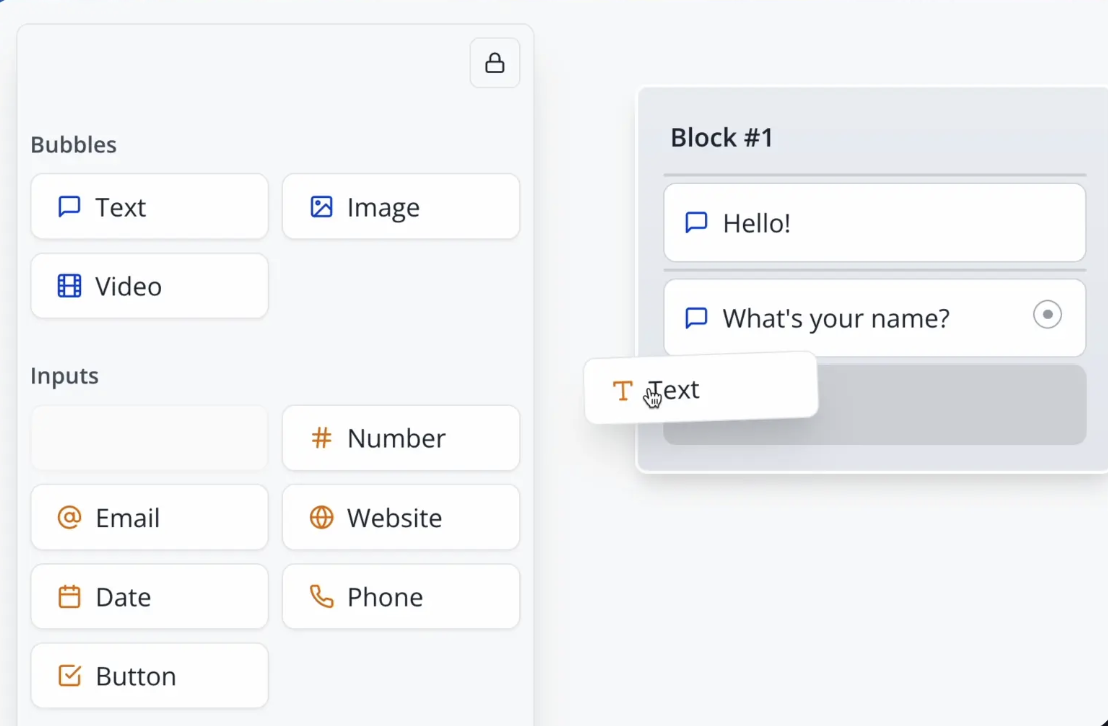 Bubbles
Text
Image
Video
Inputs
Number
Email
Website
Date
Phone
Button
Block #1
Hello!
What's your name?
Text